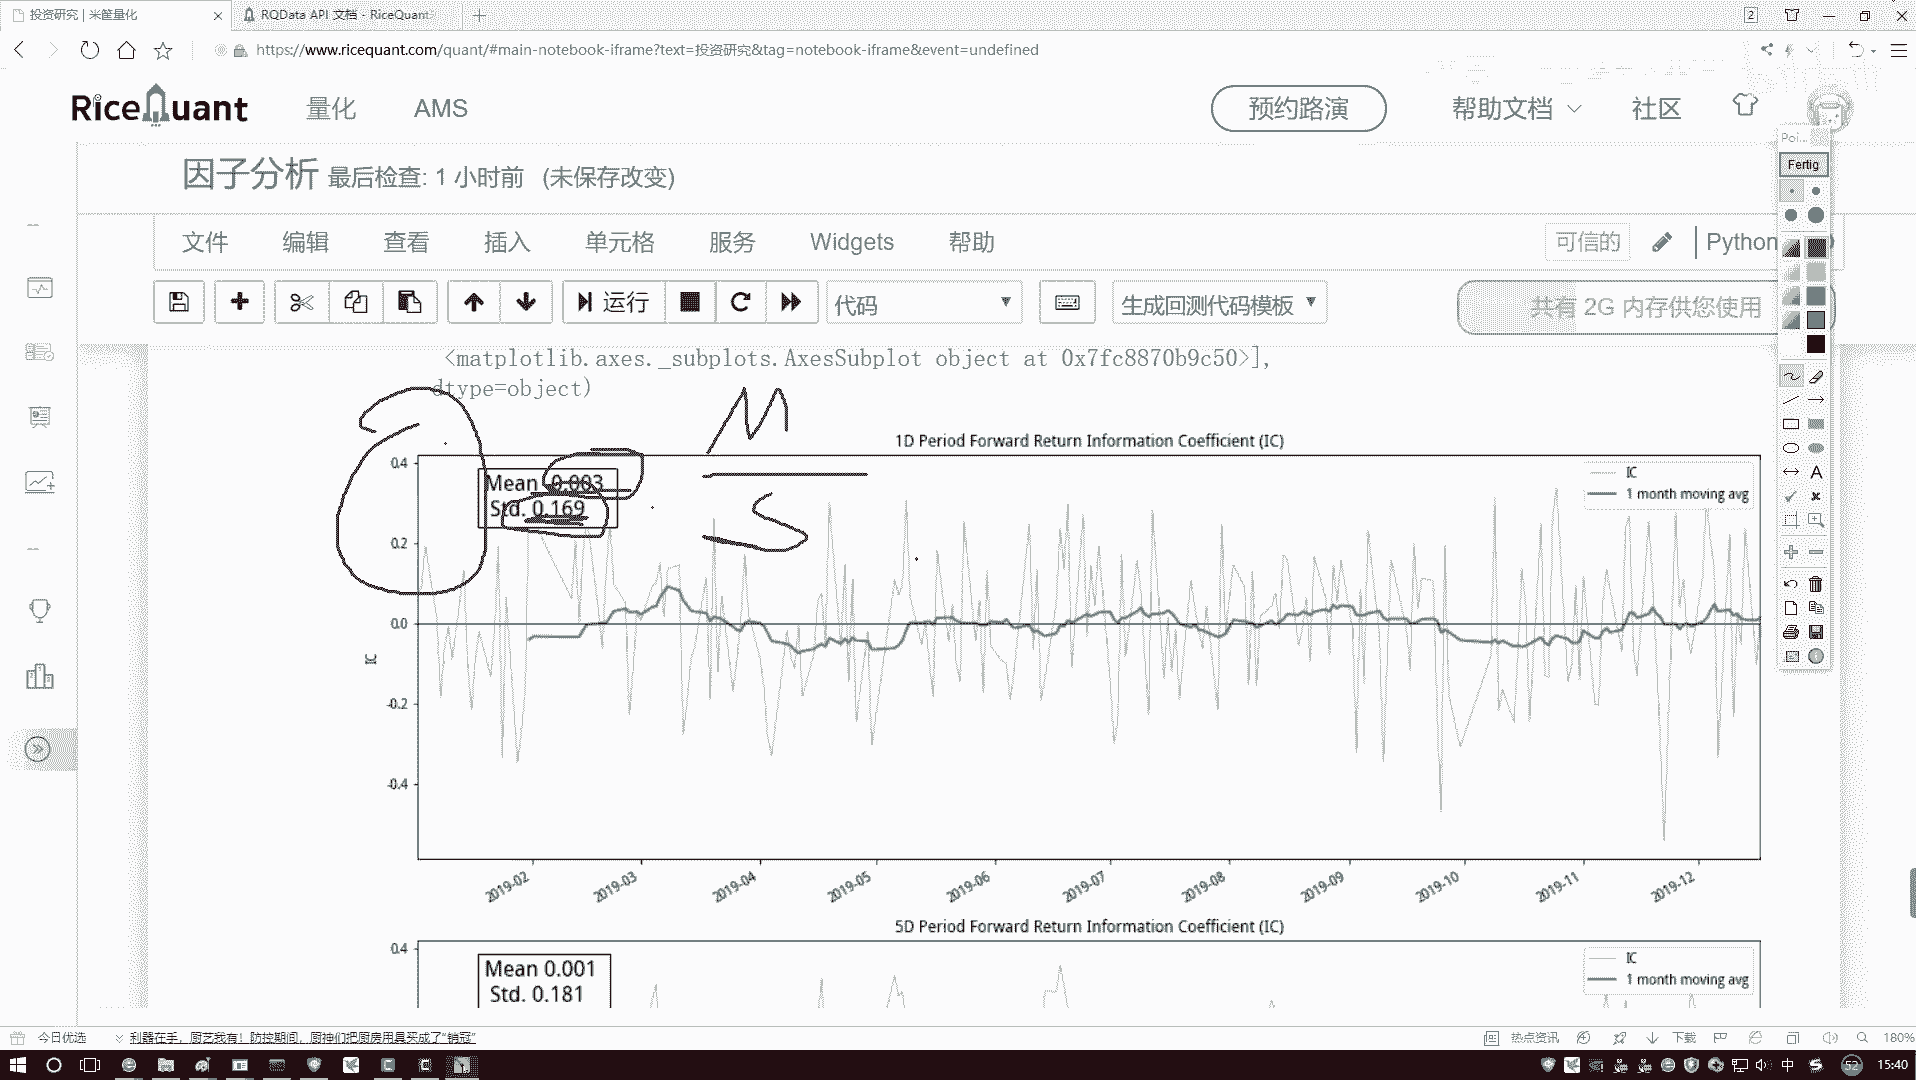 投资研究 | 米筐量化
RQData API 文档 - RiceQuant
2
https://www.ricequant.com/quant/#main-notebook-iframe?text=投资研究&tag=notebook-iframe&event=undefined
RiceQuant
量化
AMS
预约路演
帮助文档
社区
Poi...
Fertig
因子分析 最后检查: 1 小时前 (未保存改变)
文件 编辑 查看 插入 单元格 服务 Widgets 帮助
可信的
Python
运行
代码
生成回测代码模板
共有 2G 内存供您使用
<matplotlib.axes._subplots.AxesSubplot object at 0x7fc8870b9c50>],
dtype=object)
M
S
1D Period Forward Return Information Coefficient (IC)
Mean 0.003
Std. 0.169
IC
1 month moving avg
0.4
0.2
0.0
-0.2
-0.4
IC
2019-02 2019-03 2019-04 2019-05 2019-06 2019-07 2019-08 2019-09 2019-10 2019-11 2019-12
5D Period Forward Return Information Coefficient (IC)
0.4
Mean 0.001
Std. 0.181
IC
1 month moving avg
今日优选
利器在手，厨艺我有！防控期间，厨神们把厨房用具买成了“销冠”
热点资讯
下载
180%
中
52
15:40